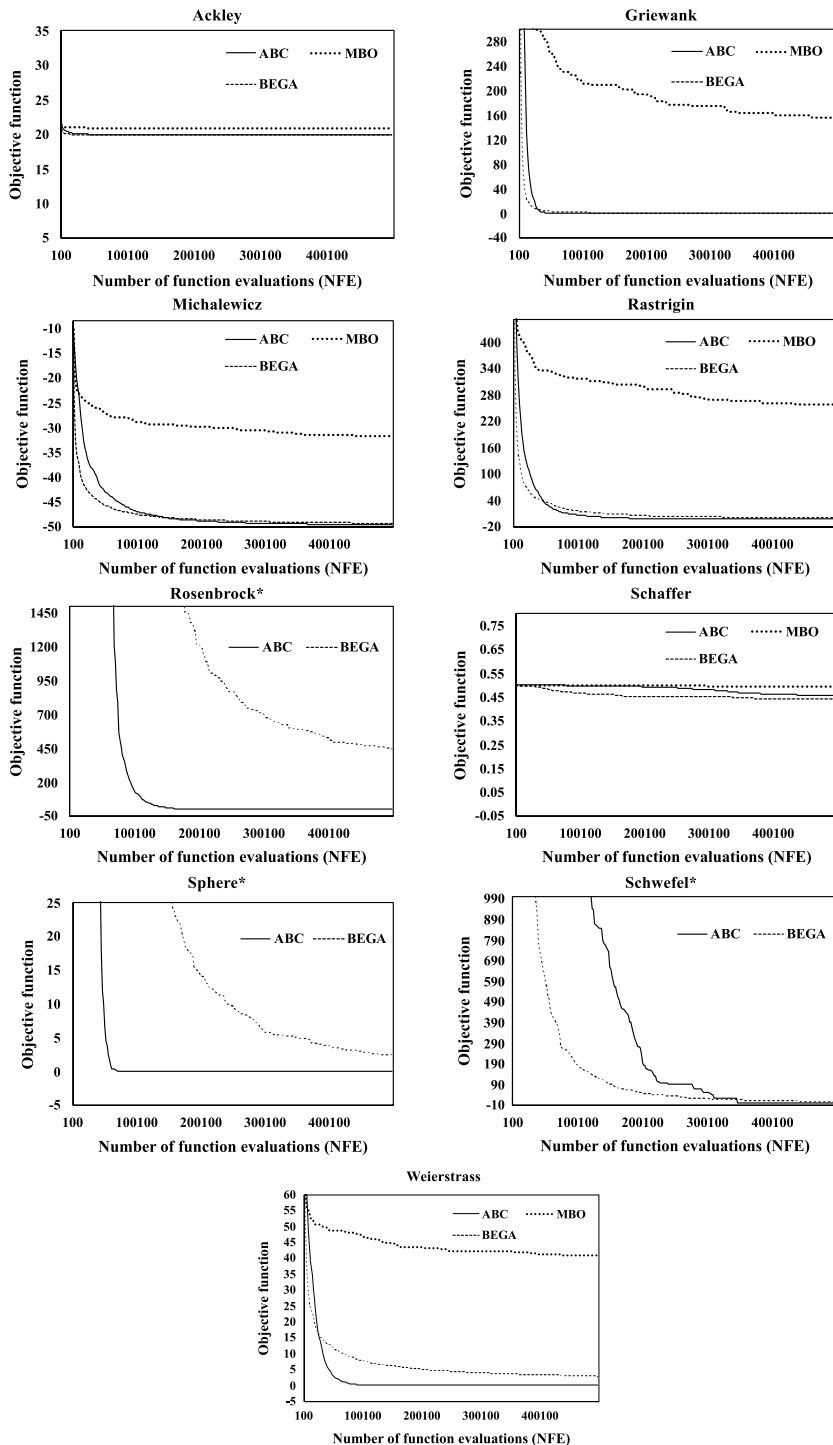 Ackley
35
30
25
20
15
10
5
ABC MBO
BEGA
Objective function
100 100100 200100 300100 400100
Number of function evaluations (NFE)
Griewank
280
240
200
160
120
80
40
0
-40
ABC MBO
BEGA
Objective function
100 100100 200100 300100 400100
Number of function evaluations (NFE)
Michalewicz
-10
-15
-20
-25
-30
-35
-40
-45
-50
ABC MBO
BEGA
Objective function
100 100100 200100 300100 400100
Number of function evaluations (NFE)
Rastrigin
400
340
280
220
160
100
40
-20
ABC MBO
BEGA
Objective function
100 100100 200100 300100 400100
Number of function evaluations (NFE)
Rosenbrock*
1450
1200
950
700
450
200
-50
ABC BEGA
Objective function
100 100100 200100 300100 400100
Number of function evaluations (NFE)
Schaffer
0.75
0.65
0.55
0.45
0.35
0.25
0.15
0.05
-0.05
ABC MBO
BEGA
Objective function
100 100100 200100 300100 400100
Number of function evaluations (NFE)
Sphere*
25
20
15
10
5
0
-5
ABC BEGA
Objective function
100 100100 200100 300100 400100
Number of function evaluations (NFE)
Schwefel*
990
890
790
690
590
490
390
290
190
90
-10
ABC BEGA
Objective function
100 100100 200100 300100 400100
Number of function evaluations (NFE)
Weierstrass
60
55
50
45
40
35
30
25
20
15
10
5
0
-5
ABC MBO
BEGA
Objective function
100 100100 200100 300100 400100
Number of function evaluations (NFE)